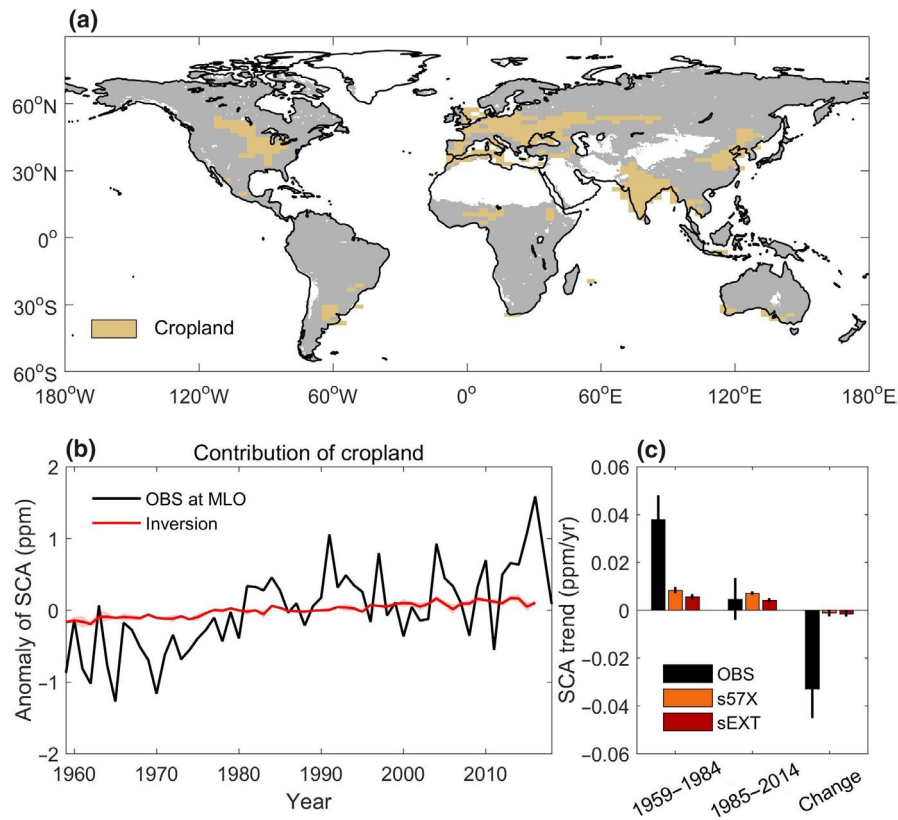 (a)
60°N
30°N
0°
30°S
60°S
Cropland
180°W 120°W 60°W 0° 60°E 120°E 180°E
(b)
Contribution of cropland
Anomaly of SCA (ppm)
2
1
0
−1
−2
OBS at MLO
Inversion
1960 1970 1980 1990 2000 2010
Year
(c)
SCA trend (ppm/yr)
0.06
0.04
0.02
0
−0.02
−0.04
−0.06
OBS
s57X
sEXT
1959−1984
1985−2014
Change